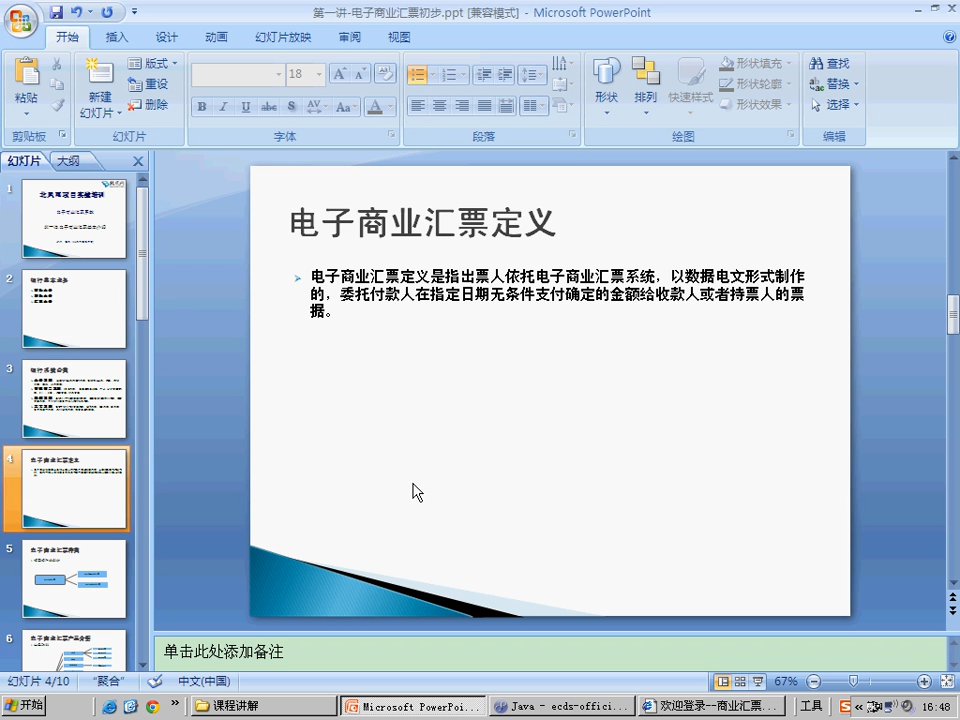 第一讲-电子商业汇票初步.ppt [兼容模式] - Microsoft PowerPoint
开始 插入 设计 动画 幻灯片放映 审阅 视图
粘贴
剪贴板
新建
幻灯片
版式
重设
删除
幻灯片
18
B I U abe S AV Aa A
字体
段落
形状
排列
快速样式
形状填充
形状轮廓
形状效果
绘图
查找
替换
选择
编辑
幻灯片 大纲
1
2
3
4
5
6
电子商业汇票定义
电子商业汇票定义是指出票人依托电子商业汇票系统，以数据电文形式制作
的，委托付款人在指定日期无条件支付确定的金额给收款人或者持票人的票
据。
单击此处添加备注
幻灯片 4/10 "聚合" 中文(中国) 67%
开始 课程讲解 Microsoft PowerPoi... Java - ecds-offici... 欢迎登录--商业汇票... 工具 16:48